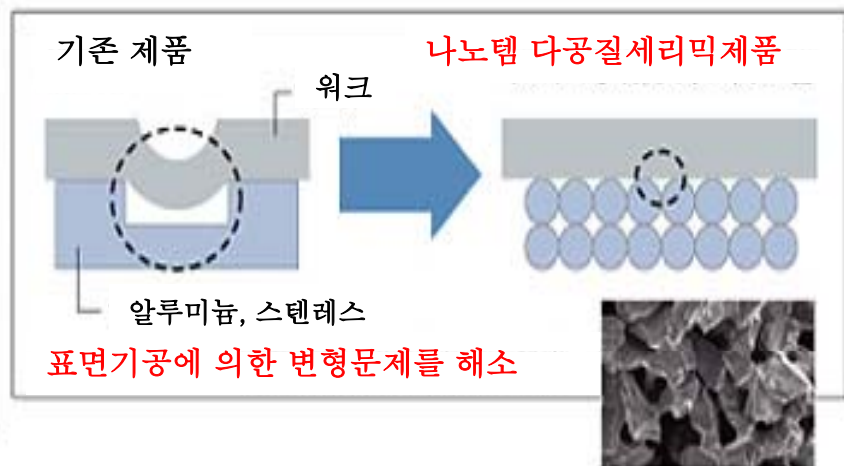 기존 제품
나노템 다공질세라믹제품
워크
알루미늄, 스텐레스
표면기공에 의한 변형문제를 해소